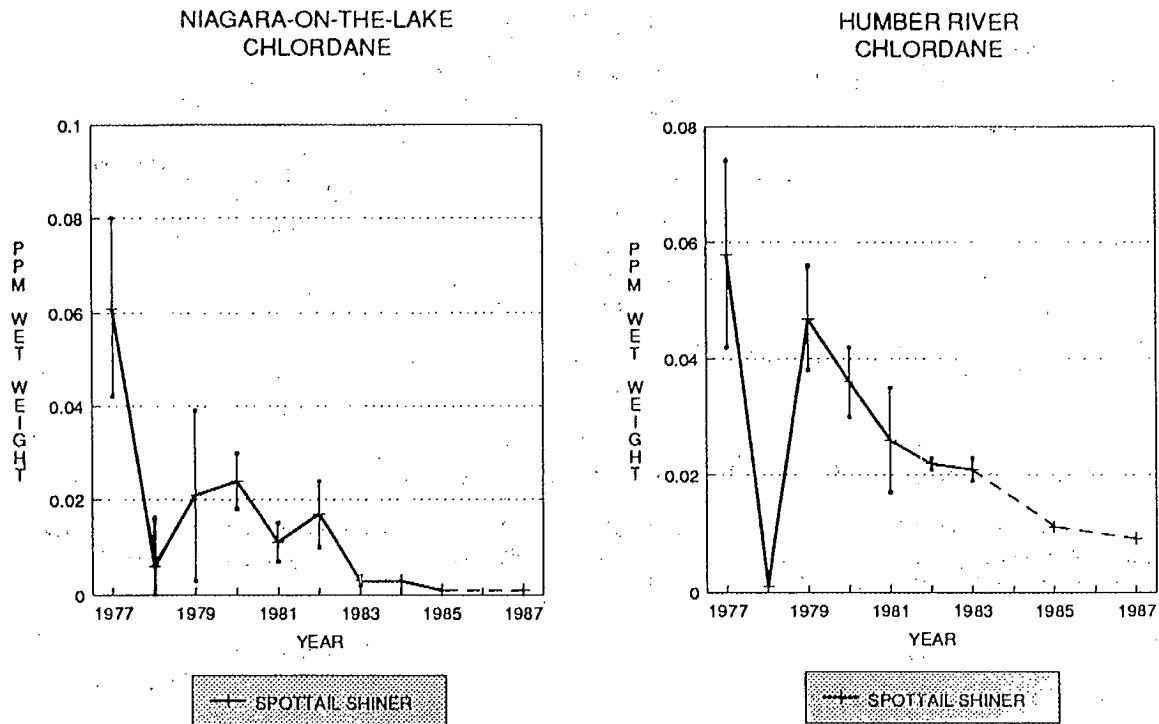 NIAGARA-ON-THE-LAKE
CHLORDANE
0.1
0.08
0.06
0.04
0.02
0
PPM WET WEIGHT
1977
1979
1981
1983
1985
1987
YEAR
SPOTTAIL SHINER
HUMBER RIVER
CHLORDANE
0.08
0.06
0.04
0.02
0
PPM WET WEIGHT
1977
1979
1981
1983
1985
1987
YEAR
SPOTTAIL SHINER